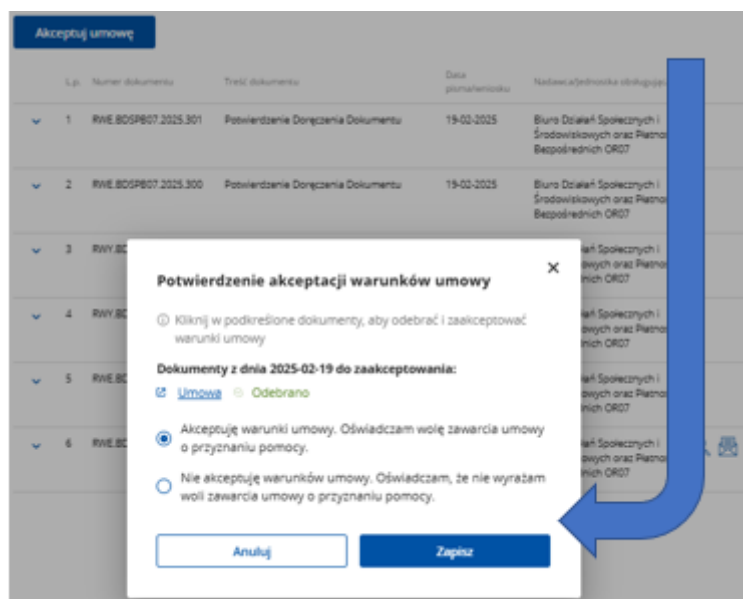 Akceptuj umowę
L.p. Numer dokumentu Treść dokumentu Data pisma/wniosku Nadawca/Jednostka
1 RWE.BDSPB07.2025.301 Potwierdzenie Doręczenia Dokumentu 19-02-2025 Biuro Działań Społecznych i
Środowiskowych oraz
Bezpośrednich OR07
2 RWE.BDSPB07.2025.300 Potwierdzenie Doręczenia Dokumentu 19-02-2025 Biuro Działań Społecznych i
Środowiskowych oraz
Bezpośrednich OR07
3
4
5
6
Potwierdzenie akceptacji warunków umowy
Kliknij w podkreślone dokumenty, aby odebrać i zaakceptować
warunki umowy
Dokumenty z dnia 2025-02-19 do zaakceptowania:
Umowa Odebrano
Akceptuję warunki umowy. Oświadczam wolę zawarcia umowy
o przyznaniu pomocy.
Nie akceptuję warunków umowy. Oświadczam, że nie wyrażam
woli zawarcia umowy o przyznaniu pomocy.
Anuluj Zapisz